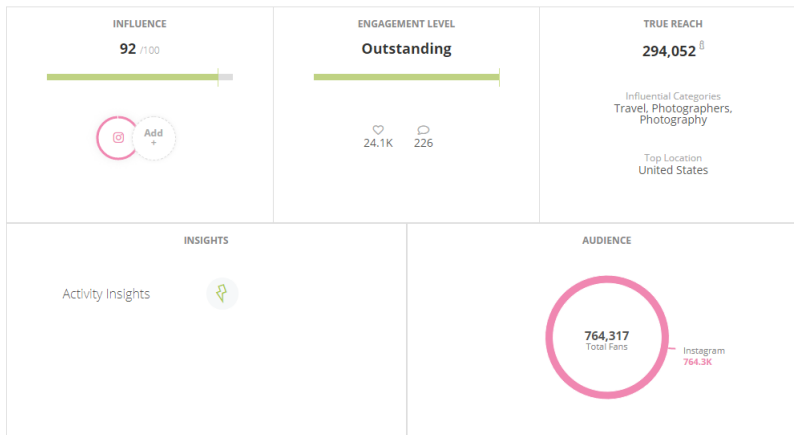 INFLUENCE
92 /100
Add
+
ENGAGEMENT LEVEL
Outstanding
24.1K
226
TRUE REACH
294,052
Influential Categories
Travel, Photographers,
Photography
Top Location
United States
INSIGHTS
Activity Insights
AUDIENCE
764,317
Total Fans
Instagram
764.3K